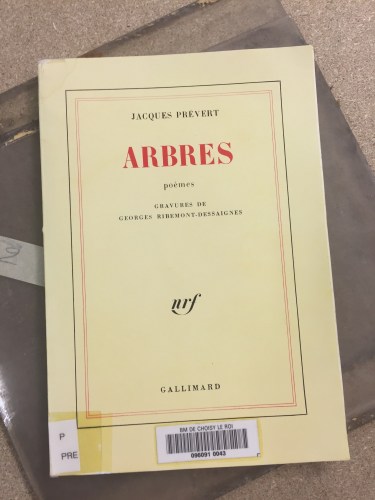 JACQUES PRÉVERT
ARBRES
poèmes
GRAVURES DE
GEORGES RIBEMONT-DESSAIGNES
nrf
GALLIMARD
P
PRE
BM DE CHOISY LE ROI
096091 0043